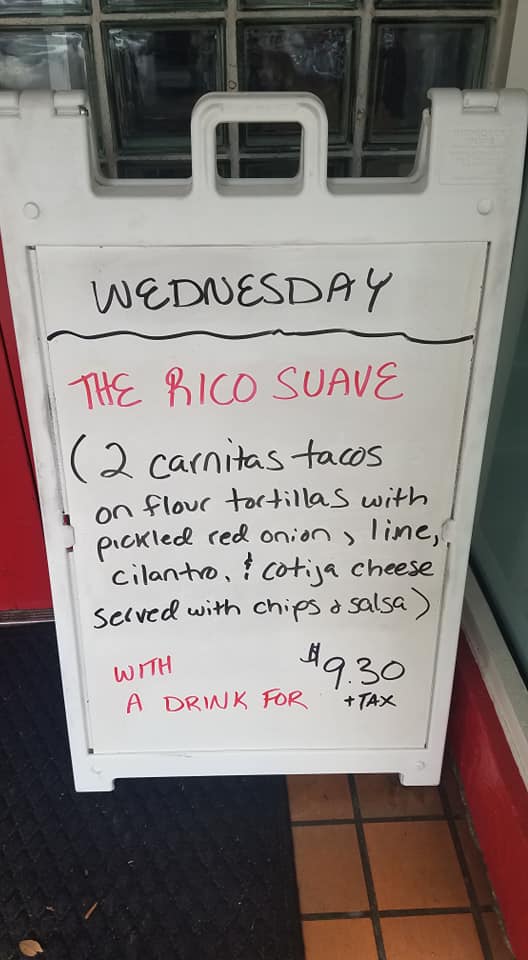 WEDNESDAY
THE RICO SUAVE
(2 carnitas tacos
on flour tortillas with
pickled red onion, lime,
cilantro, & cotija cheese
served with chips & salsa)
WITH $9.30
A DRINK FOR + TAX